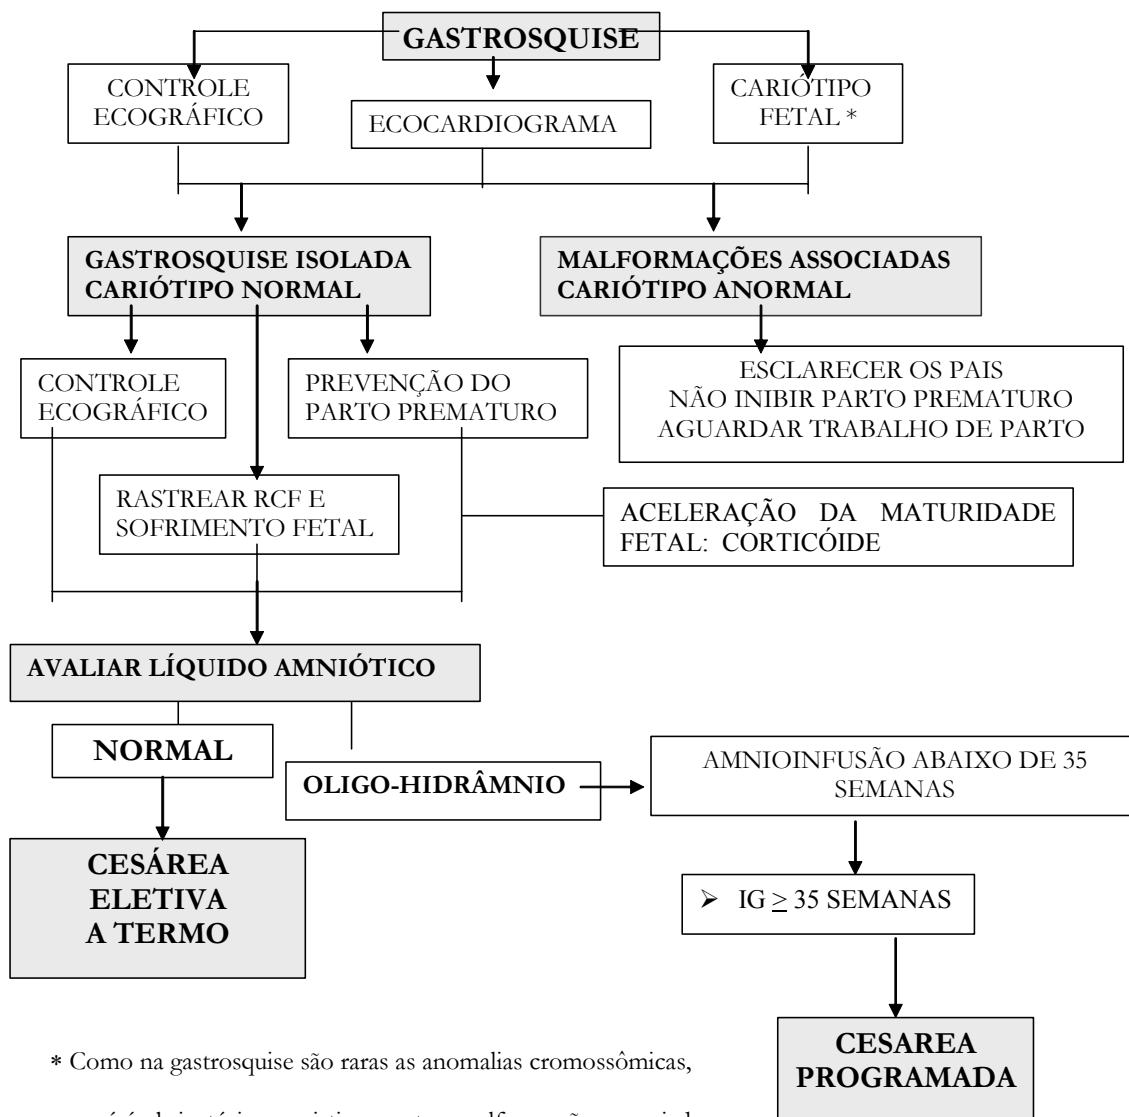 GASTROSQUISE
CONTROLE
ECOGRÁFICO
ECOCARDIOGRAMA
CARIÓTIPO
FETAL *
GASTROSQUISE ISOLADA
CARIÓTIPO NORMAL
MALFORMAÇÕES ASSOCIADAS
CARIÓTIPO ANORMAL
CONTROLE
ECOGRÁFICO
PREVENÇÃO DO
PARTO PREMATURO
ESCLARECER OS PAIS
NÃO INIBIR PARTO PREMATURO
AGUARDAR TRABALHO DE PARTO
RASTREAR RCF E
SOFRIMENTO FETAL
ACELERAÇÃO DA MATURIDADE
FETAL: CORTICÓIDE
AVALIAR LÍQUIDO AMNIÓTICO
NORMAL
OLIGO-HIDRÂMNIO
AMNIOINFUSÃO ABAIXO DE 35
SEMANAS
CESÁREA
ELETIVA
A TERMO
➢ IG ≥ 35 SEMANAS
CESAREA
PROGRAMADA
* Como na gastrosquise são raras as anomalias cromossômicas,